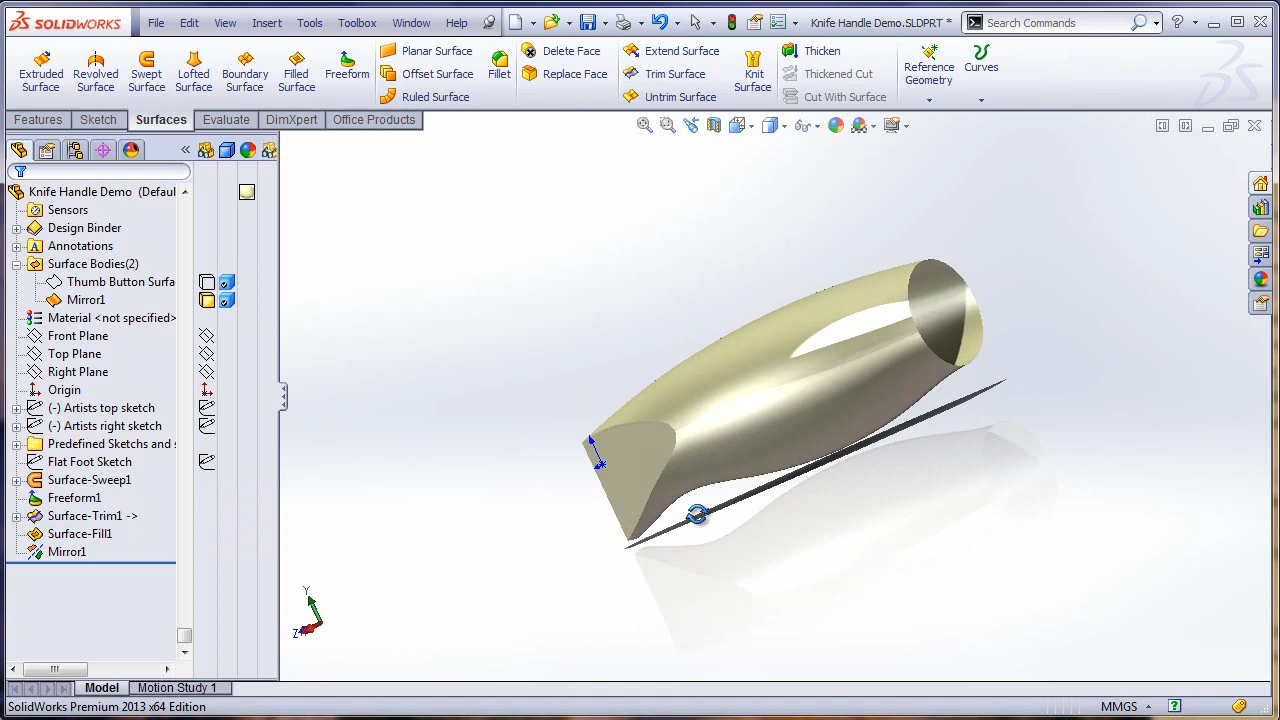 SOLIDWORKS File Edit View Insert Tools Toolbox Window Help Knife Handle Demo.SLDPRT * Search Commands
Extruded Surface
Revolved Surface
Swept Surface
Lofted Surface
Boundary Surface
Filled Surface
Freeform
Planar Surface
Offset Surface
Ruled Surface
Fillet
Delete Face
Replace Face
Extend Surface
Trim Surface
Untrim Surface
Knit Surface
Thicken
Thickened Cut
Cut With Surface
Reference Geometry
Curves
Features Sketch Surfaces Evaluate DimXpert Office Products
Knife Handle Demo (Defaul
Sensors
Design Binder
Annotations
Surface Bodies(2)
Thumb Button Surfa
Mirror1
Material <not specified>
Front Plane
Top Plane
Right Plane
Origin
(-) Artists top sketch
(-) Artists right sketch
Predefined Sketches and s
Flat Foot Sketch
Surface-Sweep1
Freeform1
Surface-Trim1 ->
Surface-Fill1
Mirror1
Y
Z
Model Motion Study 1
SolidWorks Premium 2013 x64 Edition MMGS